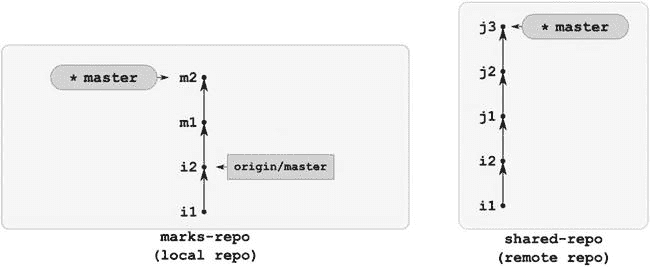 * master
m2
m1
i2
origin/master
i1
marks-repo
(local repo)
j3
* master
j2
j1
i2
i1
shared-repo
(remote repo)